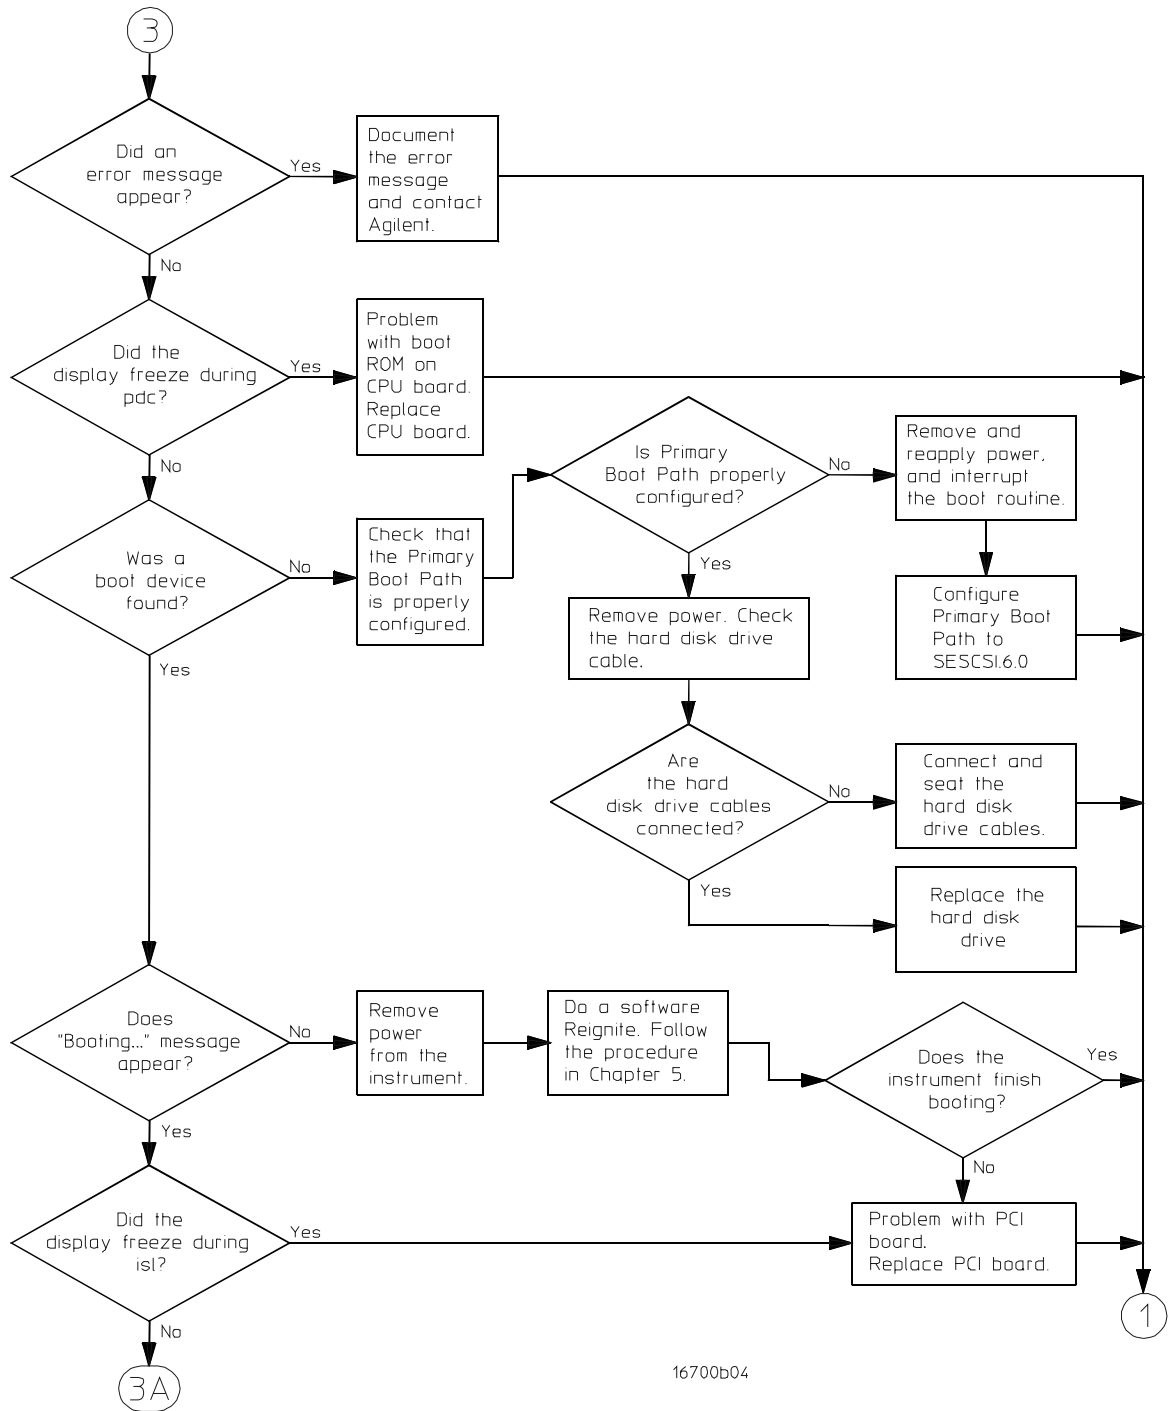 3
Did an
error message
appear?
Yes
Document
the error
message
and contact
Agilent.
No
Did the
display freeze during
pdc?
Yes
Problem
with boot
ROM on
CPU board.
Replace
CPU board.
No
Was a
boot device
found?
No
Check that
the Primary
Boot Path
is properly
configured.
Is Primary
Boot Path properly
configured?
No
Remove and
reapply power,
and interrupt
the boot routine.
Configure
Primary Boot
Path to
SESCSI.6.0
Yes
Remove power. Check
the hard disk drive
cable.
Are
the hard
disk drive cables
connected?
No
Connect and
seat the
hard disk
drive cables.
Yes
Replace the
hard disk
drive
Yes
Does
"Booting..." message
appear?
No
Remove
power
from the
instrument.
Do a software
Reignite. Follow
the procedure
in Chapter 5.
Does the
instrument finish
booting?
Yes
No
Problem with PCI
board.
Replace PCI board.
Yes
Did the
display freeze during
isl?
Yes
No
3A
1
16700b04